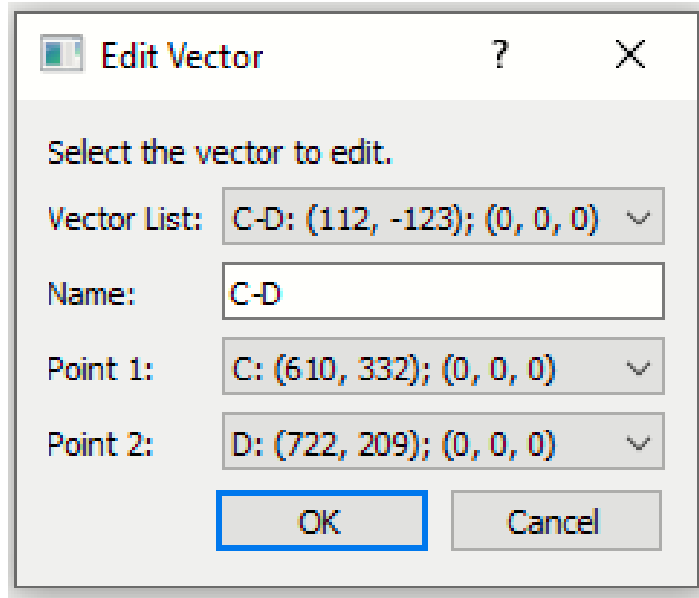 Edit Vector ?
Select the vector to edit.
Vector List: C-D: (112, -123); (0, 0, 0)
Name: C-D
Point 1: C: (610, 332); (0, 0, 0)
Point 2: D: (722, 209); (0, 0, 0)
OK Cancel